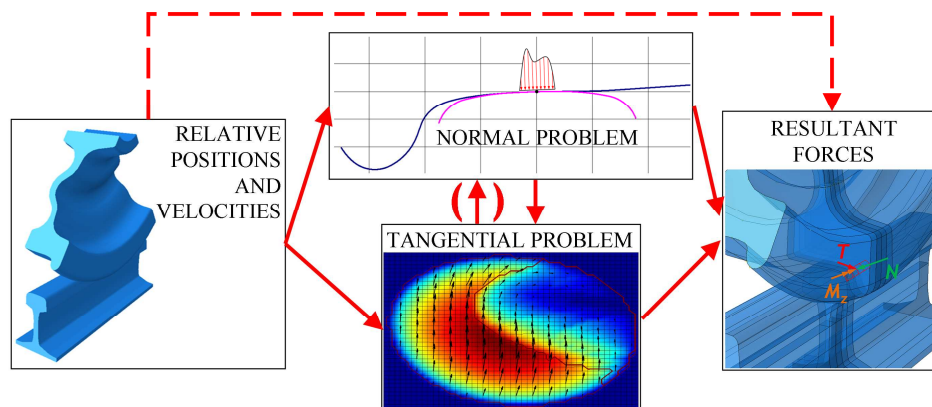 RELATIVE
POSITIONS
AND
VELOCITIES
NORMAL PROBLEM
( )
TANGENTIAL PROBLEM
RESULTANT
FORCES
T
N
Mz